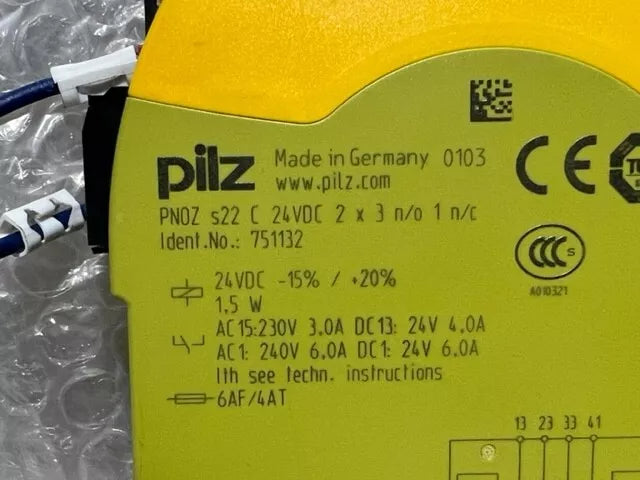 pilz Made in Germany 0103
www.pilz.com
PNOZ s22 C 24VDC 2 x 3 n/o 1 n/c
Ident.No.: 751132
CE
CCC S
A010321
24VDC -15% / +20%
1,5 W
AC15:230V 3,0A DC13: 24V 4,0A
AC1: 240V 6,0A DC1: 24V 6,0A
Ith see techn. instructions
6AF/4AT
13 23 33 41